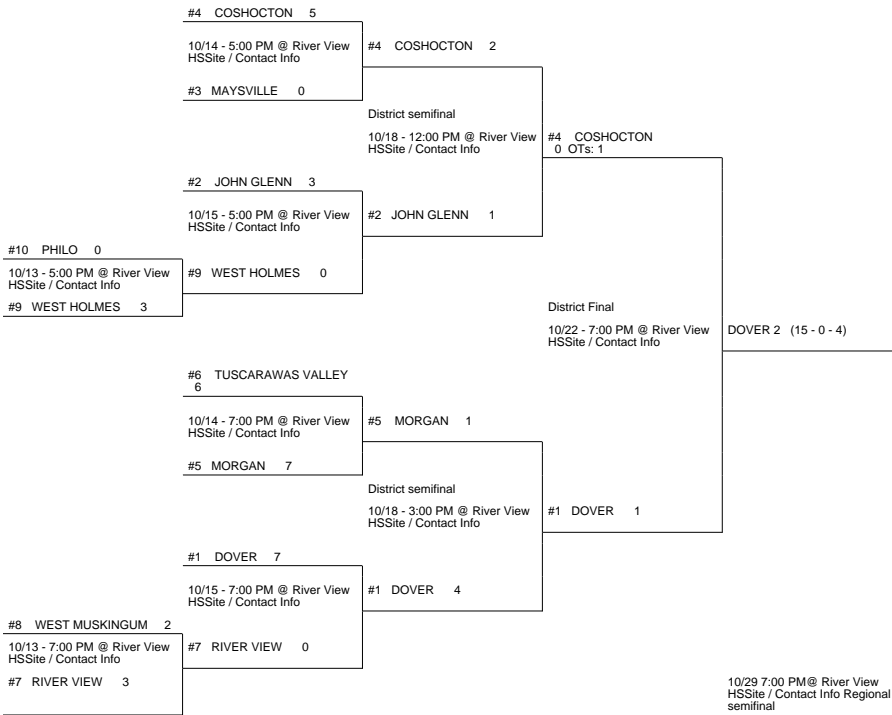 #4 COSHOCTON 5
10/14 - 5:00 PM @ River View
HSSite / Contact Info
#3 MAYSVILLE 0
#4 COSHOCTON 2
District semifinal
10/18 - 12:00 PM @ River View
HSSite / Contact Info
#4 COSHOCTON
0 OTs: 1
#2 JOHN GLENN 3
10/15 - 5:00 PM @ River View
HSSite / Contact Info
#2 JOHN GLENN 1
#10 PHILO 0
10/13 - 5:00 PM @ River View
HSSite / Contact Info
#9 WEST HOLMES 0
#9 WEST HOLMES 3
District Final
10/22 - 7:00 PM @ River View
HSSite / Contact Info
DOVER 2 (15 - 0 - 4)
#6 TUSCARAWAS VALLEY
6
10/14 - 7:00 PM @ River View
HSSite / Contact Info
#5 MORGAN 1
#5 MORGAN 7
District semifinal
10/18 - 3:00 PM @ River View
HSSite / Contact Info
#1 DOVER 1
#1 DOVER 7
10/15 - 7:00 PM @ River View
HSSite / Contact Info
#1 DOVER 4
#8 WEST MUSKINGUM 2
10/13 - 7:00 PM @ River View
HSSite / Contact Info
#7 RIVER VIEW 0
#7 RIVER VIEW 3
10/29 7:00 PM@ River View
HSSite / Contact Info Regional
semifinal